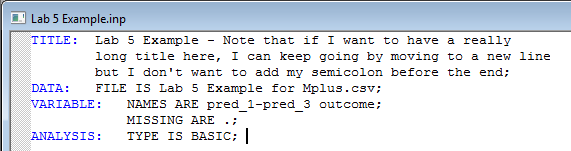 Lab 5 Example.inp
TITLE:  Lab 5 Example - Note that if I want to have a really
        long title here, I can keep going by moving to a new line
        but I don't want to add my semicolon before the end;
DATA:   FILE IS Lab 5 Example for Mplus.csv;
VARIABLE:   NAMES ARE pred_1-pred_3 outcome;
            MISSING ARE .;
ANALYSIS:   TYPE IS BASIC;